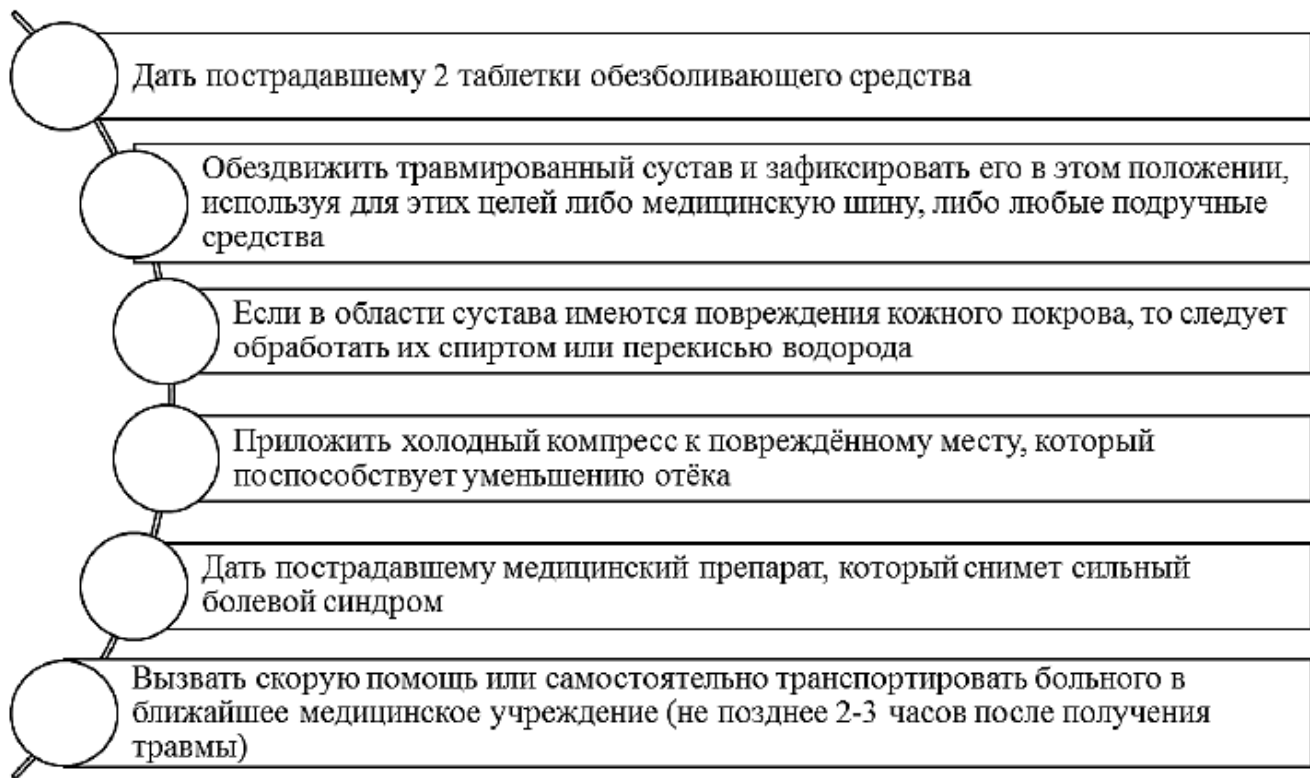 Дать пострадавшему 2 таблетки обезболивающего средства
Обездвижить травмированный сустав и зафиксировать его в этом положении,
используя для этих целей либо медицинскую шину, либо любые подручные
средства
Если в области сустава имеются повреждения кожного покрова, то следует
обработать их спиртом или перекисью водорода
Приложить холодный компресс к повреждённому месту, который
поспособствует уменьшению отёка
Дать пострадавшему медицинский препарат, который снимет сильный
болевой синдром
Вызвать скорую помощь или самостоятельно транспортировать больного в
ближайшее медицинское учреждение (не позднее 2-3 часов после получения
травмы)